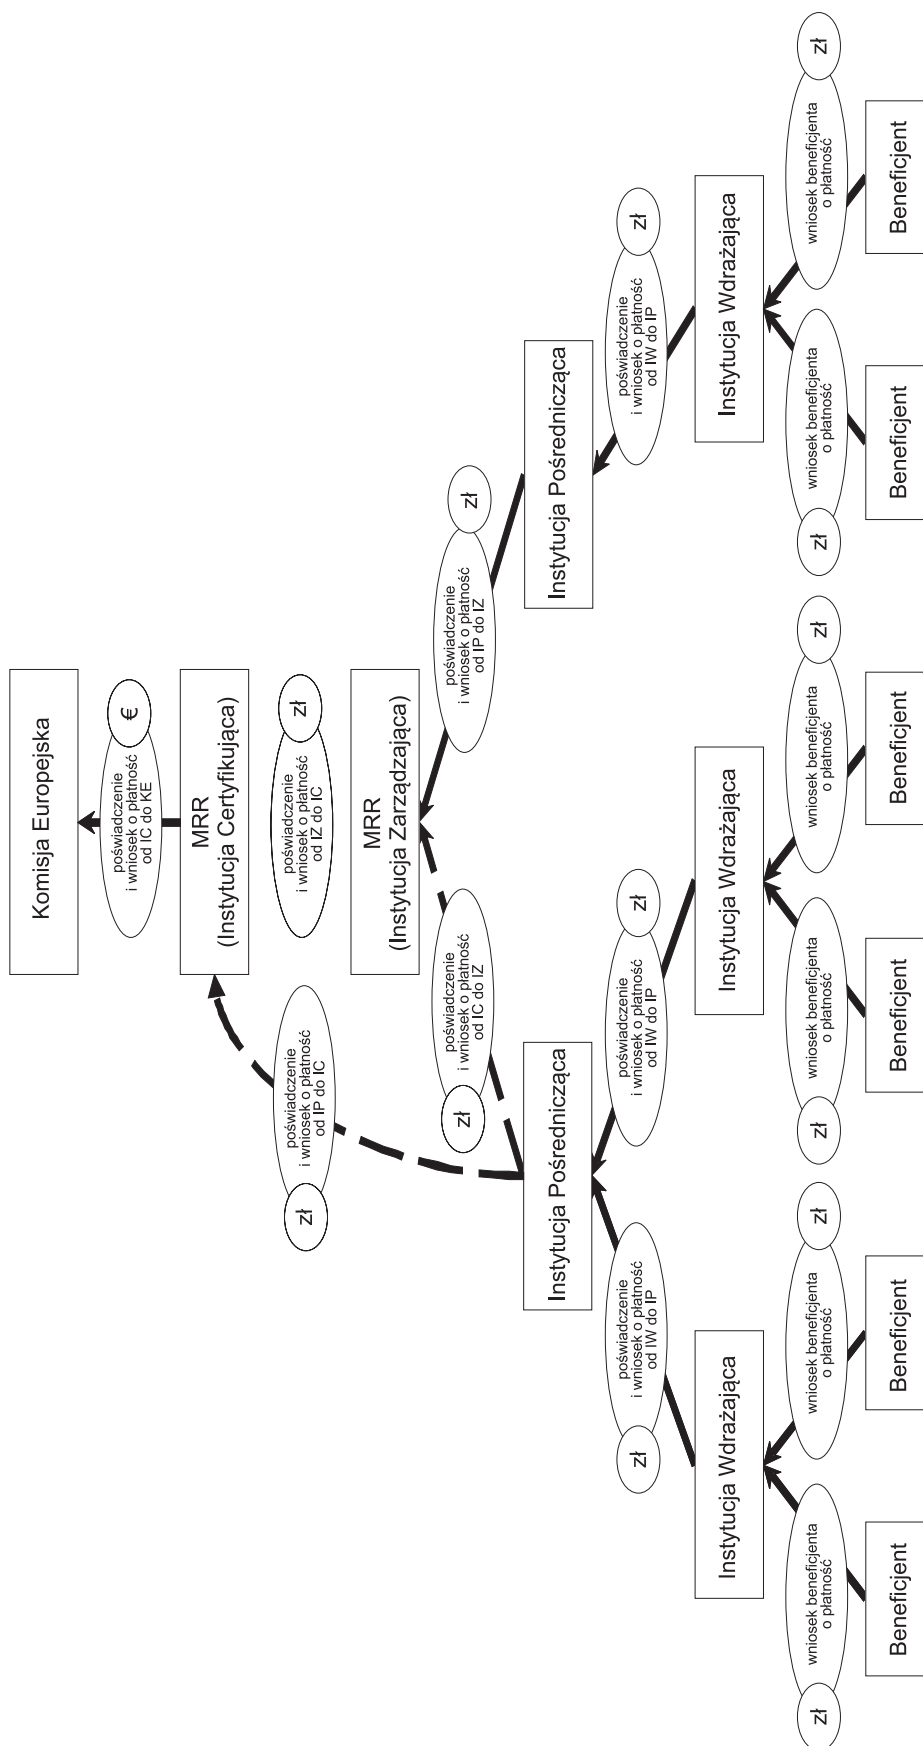 Komisja Europejska
poświadczenie
i wniosek o płatność
od IC do KE
€
MRR
(Instytucja Certyfikująca)
zł
poświadczenie
i wniosek o płatność
od IP do IC
poświadczenie
i wniosek o płatność
od IZ do IC
zł
MRR
(Instytucja Zarządzająca)
zł
poświadczenie
i wniosek o płatność
od IC do IZ
poświadczenie
i wniosek o płatność
od IP do IZ
zł
Instytucja Pośrednicząca
Instytucja Pośrednicząca
zł
poświadczenie
i wniosek o płatność
od IW do IP
poświadczenie
i wniosek o płatność
od IW do IP
zł
poświadczenie
i wniosek o płatność
od IW do IP
zł
Instytucja Wdrażająca
Instytucja Wdrażająca
Instytucja Wdrażająca
zł
wniosek beneficjenta
o płatność
wniosek beneficjenta
o płatność
zł
zł
wniosek beneficjenta
o płatność
wniosek beneficjenta
o płatność
zł
zł
wniosek beneficjenta
o płatność
wniosek beneficjenta
o płatność
zł
Beneficjent
Beneficjent
Beneficjent
Beneficjent
Beneficjent
Beneficjent